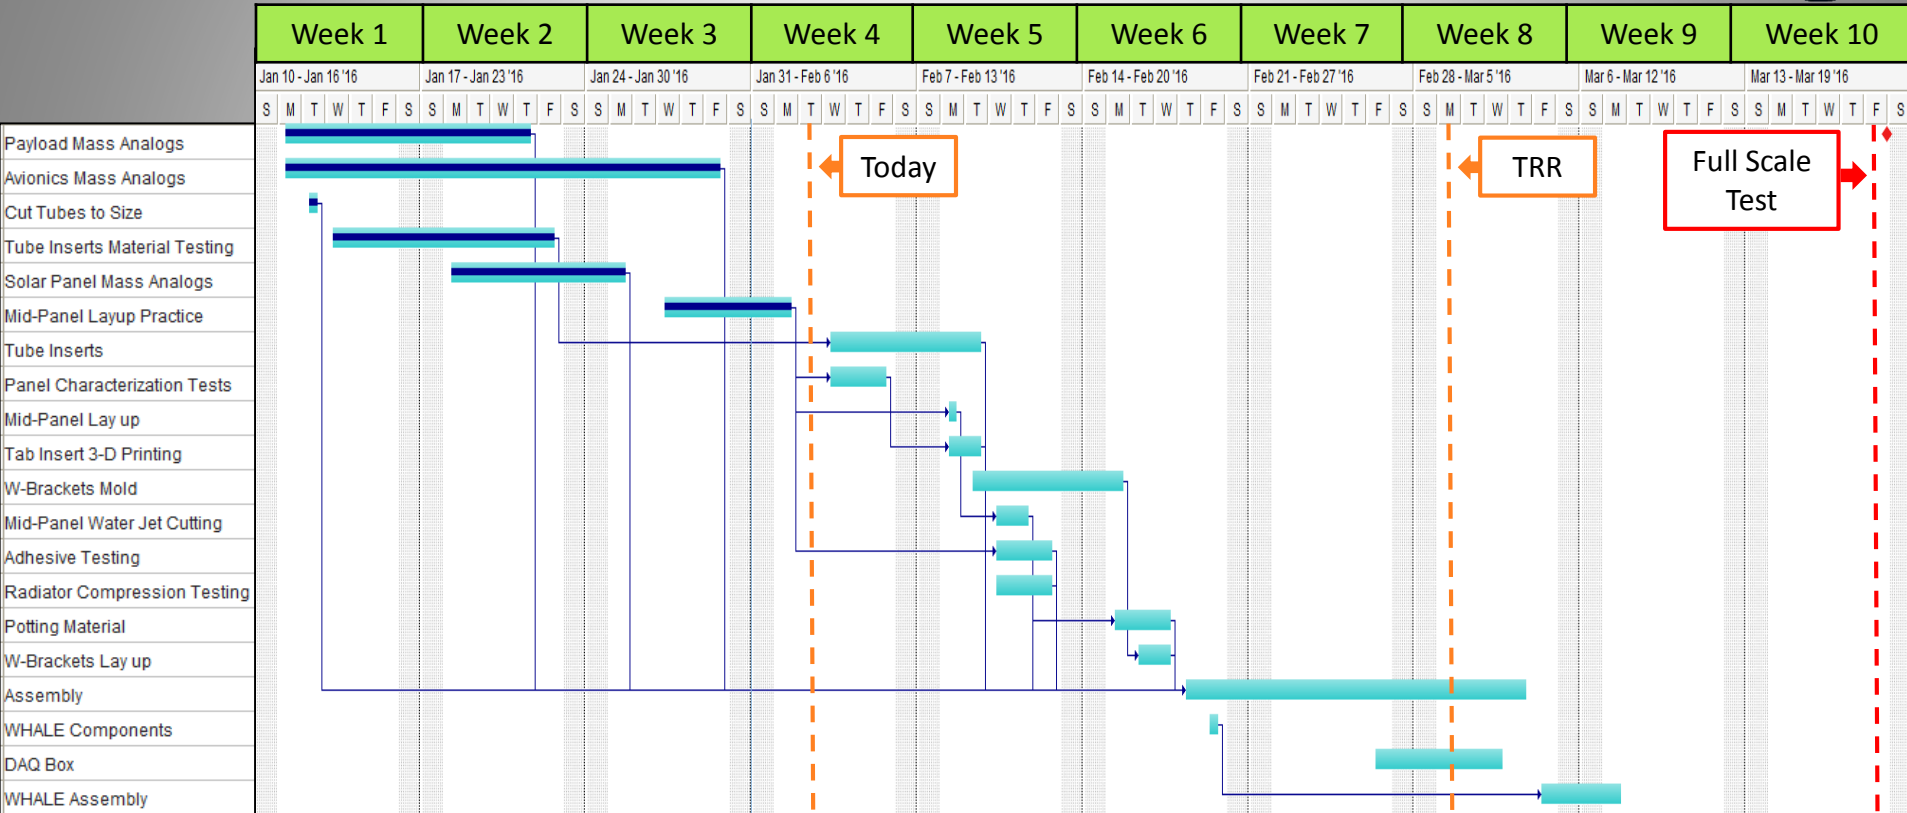 Week 1 Week 2 Week 3 Week 4 Week 5 Week 6 Week 7 Week 8 Week 9 Week 10
Jan 10 - Jan 16 '16 Jan 17 - Jan 23 '16 Jan 24 - Jan 30 '16 Jan 31 - Feb 6 '16 Feb 7 - Feb 13 '16 Feb 14 - Feb 20 '16 Feb 21 - Feb 27 '16 Feb 28 - Mar 5 '16 Mar 6 - Mar 12 '16 Mar 13 - Mar 19 '16
S M T W T F S S M T W T F S S M T W T F S S M T W T F S S M T W T F S S M T W T F S S M T W T F S S M T W T F S S M T W T F S S M T W T F S
Payload Mass Analogs
Avionics Mass Analogs
Today
TRR
Full Scale
Test
Cut Tubes to Size
Tube Inserts Material Testing
Solar Panel Mass Analogs
Mid-Panel Layup Practice
Tube Inserts
Panel Characterization Tests
Mid-Panel Lay up
Tab Insert 3-D Printing
W-Brackets Mold
Mid-Panel Water Jet Cutting
Adhesive Testing
Radiator Compression Testing
Potting Material
W-Brackets Lay up
Assembly
WHALE Components
DAQ Box
WHALE Assembly